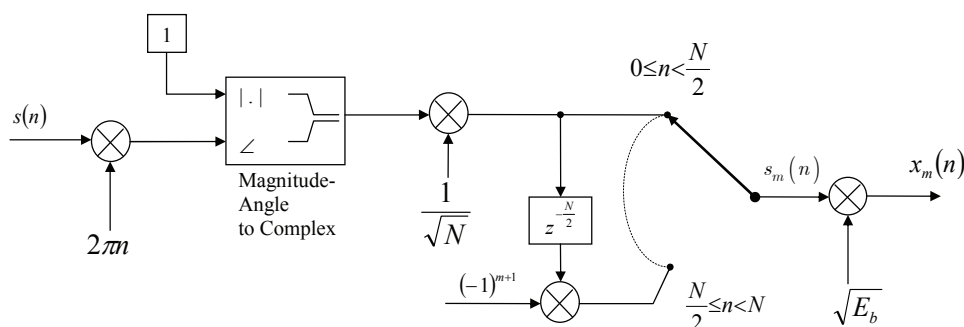 1
0≤n<N/2
s(n)
|.|
∠
s_m(n)
x_m(n)
Magnitude-
Angle
to Complex
2πn
1/√N
z^{-N/2}
(-1)^{m+1}
N/2≤n<N
√E_b